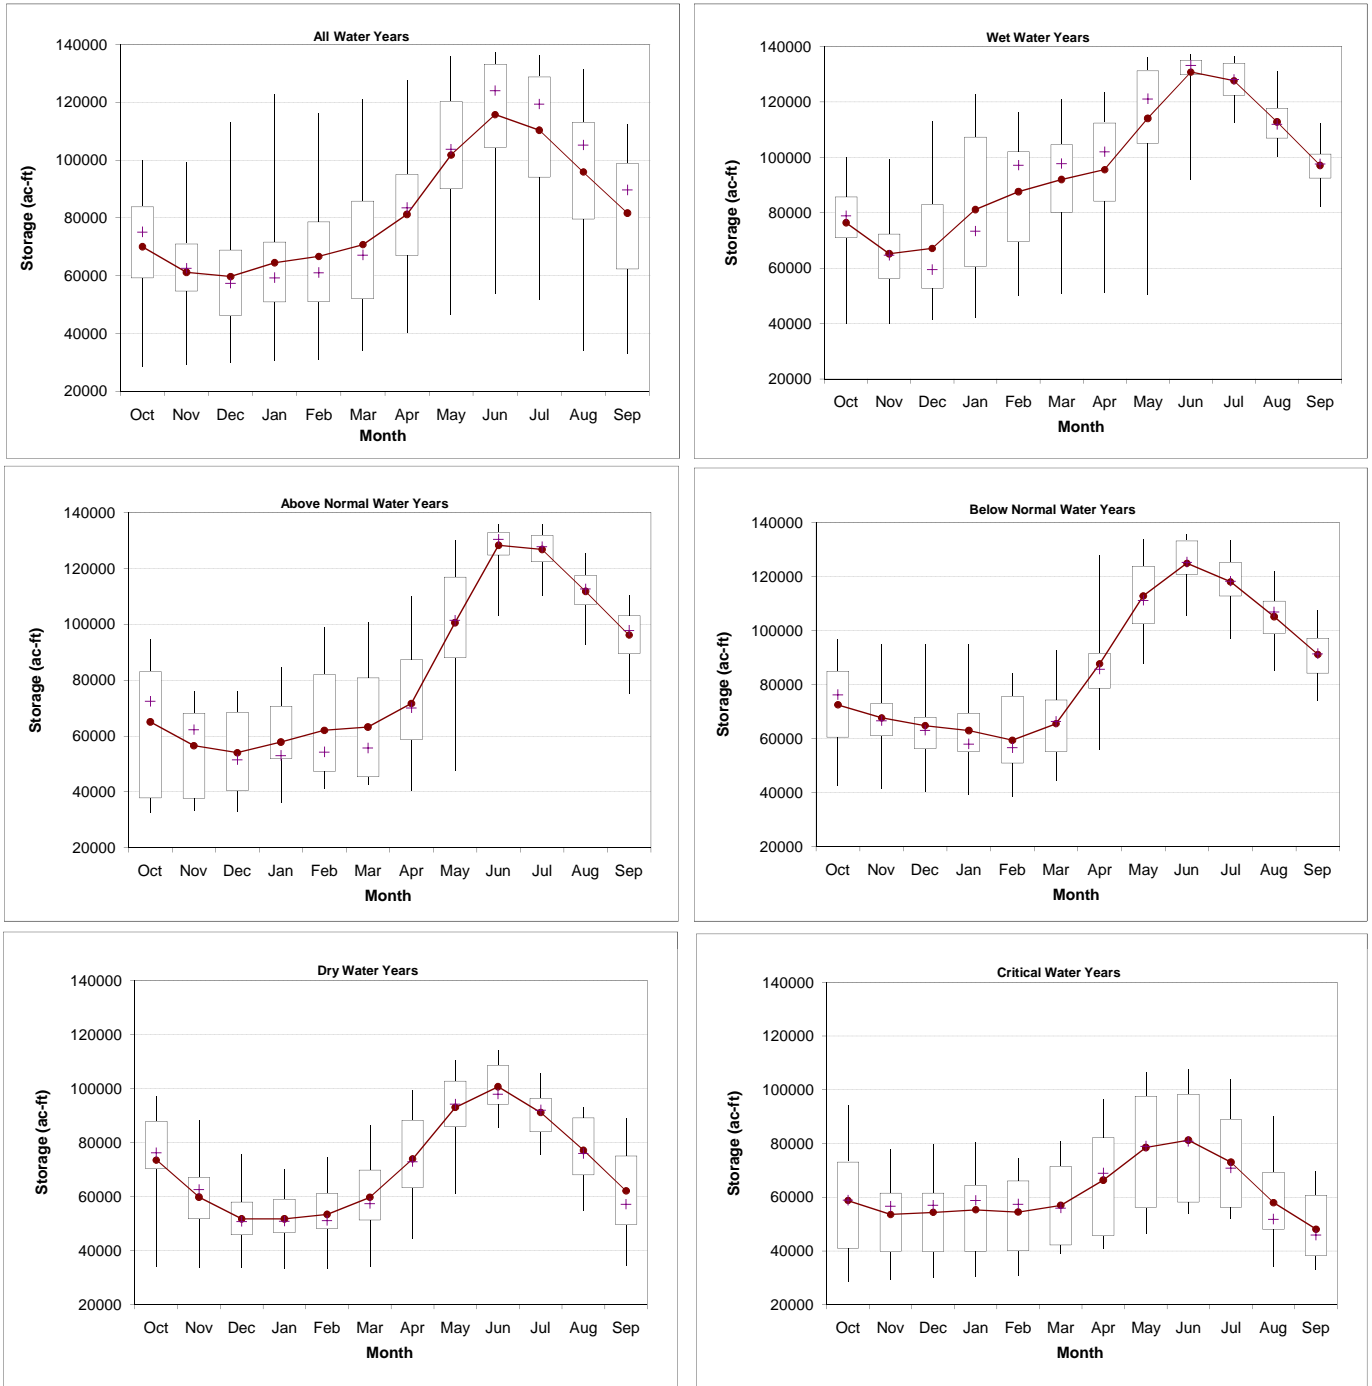 All Water Years
140000
120000
100000
80000
60000
40000
20000
Storage (ac-ft)
Oct Nov Dec Jan Feb Mar Apr May Jun Jul Aug Sep
Month
Wet Water Years
140000
120000
100000
80000
60000
40000
20000
Storage (ac-ft)
Oct Nov Dec Jan Feb Mar Apr May Jun Jul Aug Sep
Month
Above Normal Water Years
140000
120000
100000
80000
60000
40000
20000
Storage (ac-ft)
Oct Nov Dec Jan Feb Mar Apr May Jun Jul Aug Sep
Month
Below Normal Water Years
140000
120000
100000
80000
60000
40000
20000
Storage (ac-ft)
Oct Nov Dec Jan Feb Mar Apr May Jun Jul Aug Sep
Month
Dry Water Years
140000
120000
100000
80000
60000
40000
20000
Storage (ac-ft)
Oct Nov Dec Jan Feb Mar Apr May Jun Jul Aug Sep
Month
Critical Water Years
140000
120000
100000
80000
60000
40000
20000
Storage (ac-ft)
Oct Nov Dec Jan Feb Mar Apr May Jun Jul Aug Sep
Month